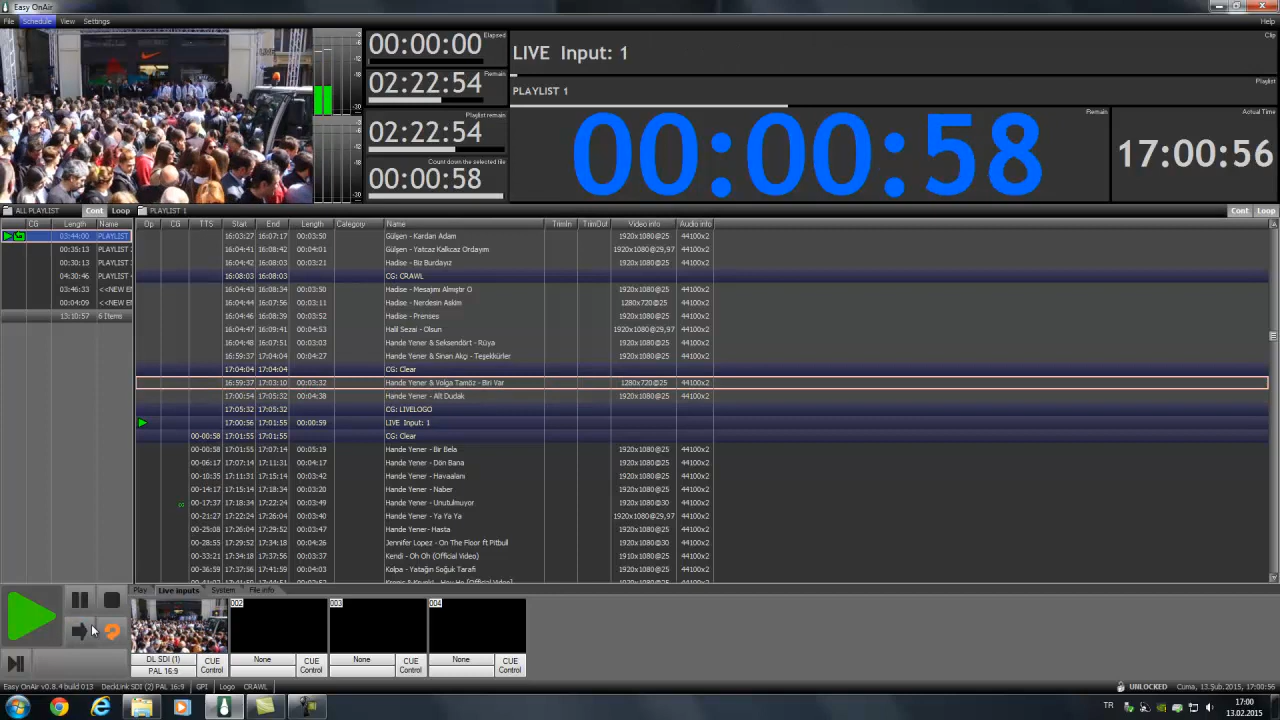 Easy OnAir
File Schedule View Settings Help
00:00:00 Elapsed
02:22:54 Remain
Playlist remain
02:22:54
Count down the selected file
00:00:58
LIVE Input: 1 Clip
PLAYLIST 1 Playlist
00:00:58 Remain
Actual Time
17:00:56
ALL PLAYLIST Cont Loop PLAYLIST 1 Cont Loop
CG Length Name
03:44:00 PLAYLIST
00:35:13 PLAYLIST
00:30:13 PLAYLIST
04:30:46 PLAYLIST
03:46:33 <<NEW E
00:04:09 <<NEW E
13:10:57 6 Items
Op CG TTS Start End Length Category Name TrimIn TrimOut Video info Audio info
16:03:27 16:07:17 00:03:50 Gülşen - Kardan Adam 1920x1080@25 44100x2
16:04:41 16:08:42 00:04:01 Gülşen - Yatcaz Kalkcaz Ordayım 1920x1080@29,97 44100x2
16:04:42 16:08:03 00:03:21 Hadise - Biz Burdayız 1920x1080@25 44100x2
16:08:03 16:08:03 CG: CRAWL
16:04:43 16:08:34 00:03:51 Hadise - Mesajımı Almıştır O 1920x1080@25 44100x2
16:04:44 16:07:56 00:03:11 Hadise - Nerdesin Askim 1280x720@25 44100x2
16:04:46 16:08:39 00:03:52 Hadise - Prenses 1920x1080@25 44100x2
16:04:47 16:09:41 00:04:53 Halil Sezai - Olsun 1920x1080@29,97 44100x2
16:04:48 16:07:51 00:03:03 Hande Yener & Seksendört - Rüya 1920x1080@25 44100x2
16:59:37 17:04:04 00:04:27 Hande Yener & Sinan Akçı - Teşekkürler 1920x1080@25 44100x2
17:04:04 17:04:04 CG: Clear
16:59:37 17:03:10 00:03:32 Hande Yener & Volga Tamöz - Biri Var 1280x720@25 44100x2
17:00:54 17:05:32 00:04:38 Hande Yener - Alt Dudak 1920x1080@25 44100x2
17:05:32 17:05:32 CG: LIVELOGO
17:00:56 17:01:55 00:00:59 LIVE Input: 1
00-00:58 17:01:55 17:01:55 CG: Clear
00-00:58 17:01:55 17:07:14 00:05:19 Hande Yener - Bir Bela 1920x1080@25 44100x2
00-06:17 17:07:14 17:11:31 00:04:17 Hande Yener - Dön Bana 1920x1080@25 44100x2
00-10:35 17:11:31 17:15:14 00:03:42 Hande Yener - Havaalanı 1920x1080@25 44100x2
00-14:17 17:15:14 17:18:34 00:03:20 Hande Yener - Naber 1920x1080@25 44100x2
00-17:37 17:18:34 17:22:24 00:03:49 Hande Yener - Unutulmuyor 1920x1080@30 44100x2
00-21:27 17:22:24 17:26:04 00:03:40 Hande Yener - Ya Ya Ya 1920x1080@29,97 44100x2
00-25:08 17:26:04 17:29:52 00:03:47 Hande Yener- Hasta 1920x1080@25 44100x2
00-28:55 17:29:52 17:34:18 00:04:26 Jennifer Lopez - On The Floor ft Pitbull 1920x1080@30 44100x2
00-33:21 17:34:18 17:37:56 00:03:37 Kendi - Oh Oh (Official Video) 1910x1080@25 44100x2
00-36:59 17:37:56 17:41:59 00:04:03 Kolpa - Yatağın Soğuk Tarafı 1920x1080@25 44100x2
Play Live inputs System File info
002 003 004
DL SDI (1) CUE Control None CUE Control None CUE Control None CUE Control
PAL 16:9
Easy OnAir v0.8.4 build 013 DeckLink SDI (2) PAL 16:9 GPI Logo CRAWL UNLOCKED Cuma, 13.Şub.2015, 17:00:56
TR 17:00
13.02.2015